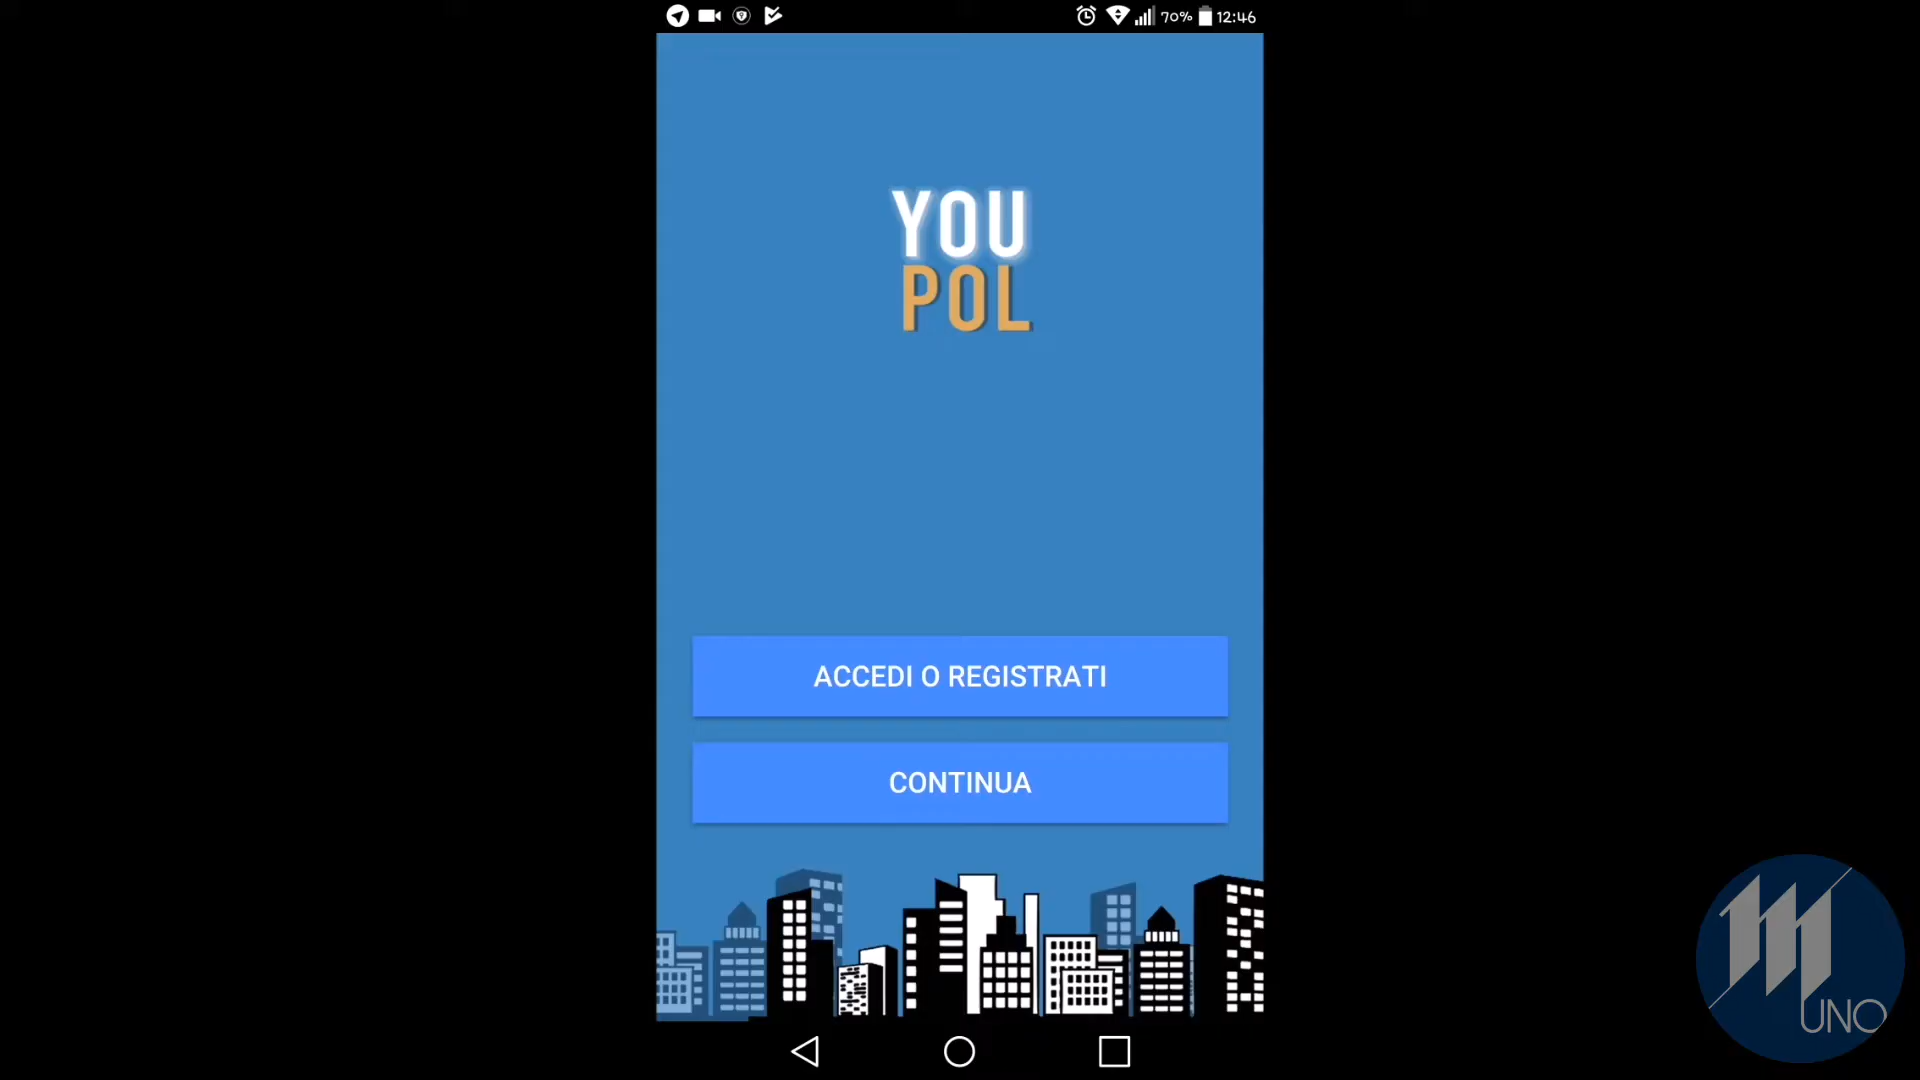 70% 12:46
YOU
POL
ACCEDI O REGISTRATI
CONTINUA
UNO